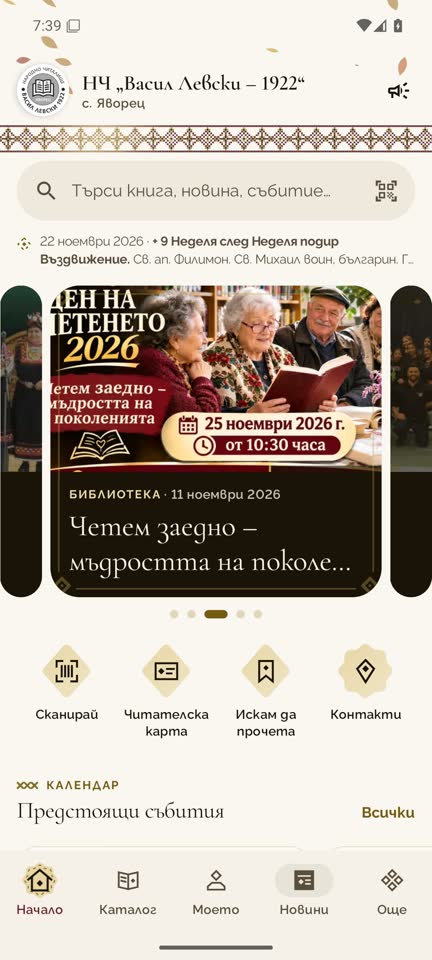 7:39
НЧ „Васил Левски – 1922“
с. Яворец
Търси книга, новина, събитие…
22 ноември 2026 · 9 Неделя след Неделя подир
Въздвижение. Св. ап. Филимон. Св. Михаил воин, българин. Г…
ДЕН НА
ЧЕТЕНЕТО
2026
Четем заедно –
мъдростта на
поколенията
25 ноември 2026 г.
от 10:30 часа
БИБЛИОТЕКА · 11 ноември 2026
Четем заедно –
мъдростта на поколе…
Сканирай
Читателска
карта
Искам да
прочета
Контакти
КАЛЕНДАР
Предстоящи събития
Всички
Начало
Каталог
Моето
Новини
Още